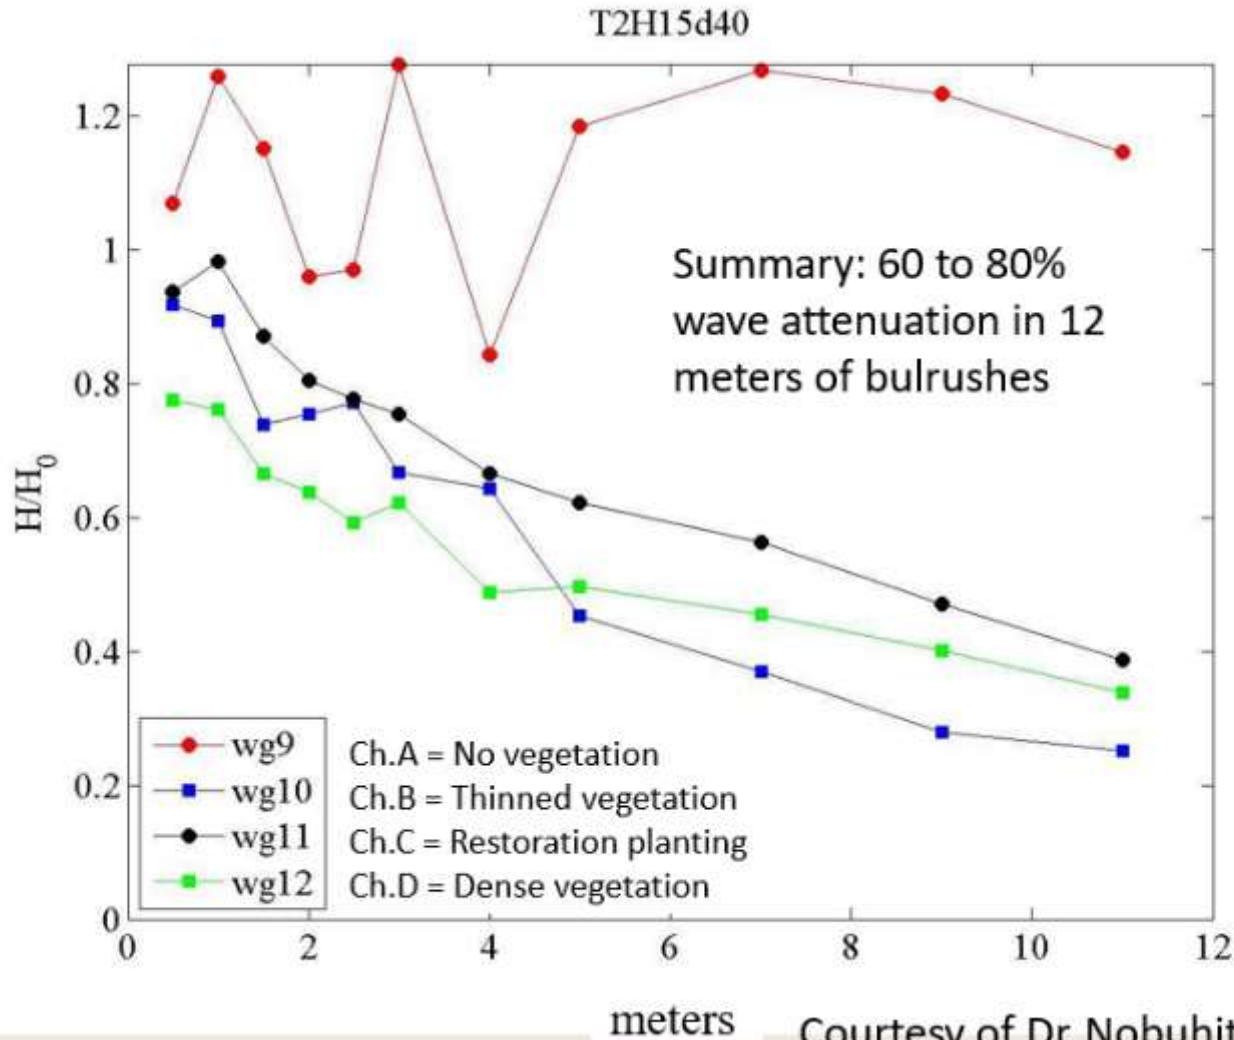 T2H15d40
1.2
1
0.8
0.6
0.4
0.2
0
H/H0
Summary: 60 to 80%
wave attenuation in 12
meters of bulrushes
wg9
wg10
wg11
wg12
Ch.A = No vegetation
Ch.B = Thinned vegetation
Ch.C = Restoration planting
Ch.D = Dense vegetation
0 2 4 6 8 10 12
meters
Courtesy of Dr. Nobuhit